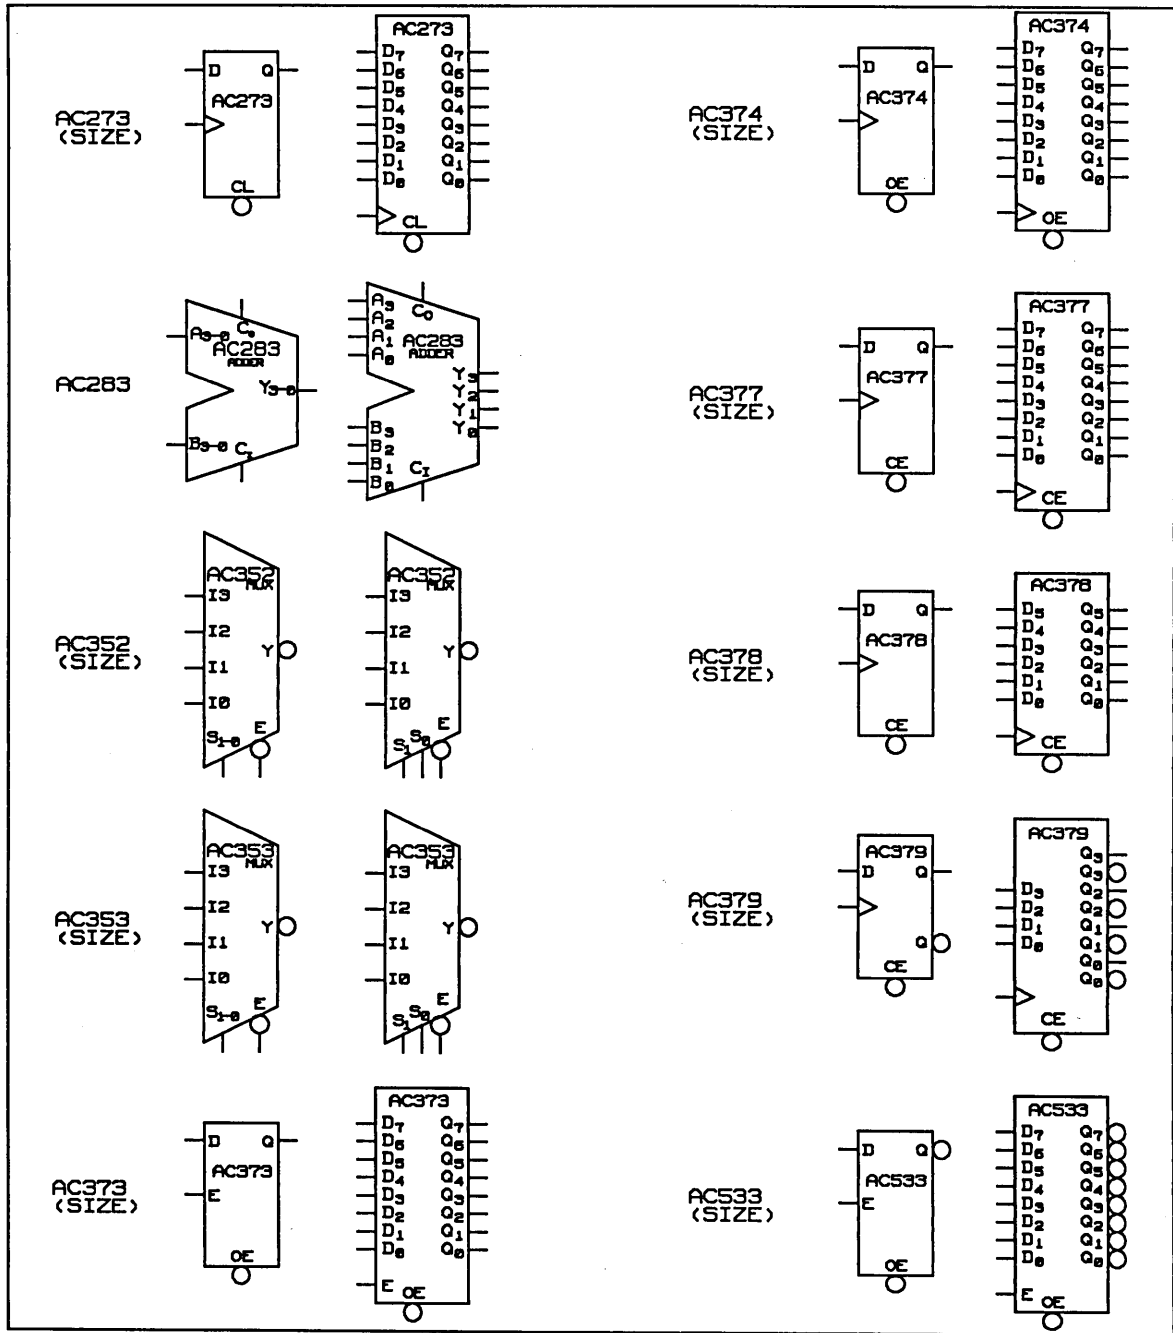 AC273
(SIZE)
D Q
AC273
CL
AC273
D7 Q7
D6 Q6
D5 Q5
D4 Q4
D3 Q3
D2 Q2
D1 Q1
D0 Q0
CL
AC283
A3-0
C0
AC283
ADDER
Y3-0
B3-0
CI
A3
A2
A1
A0
CO
AC283
ADDER
Y3
Y2
Y1
Y0
B3
B2
B1
B0
CI
AC352
(SIZE)
AC352
MUX
I3
I2
Y
I1
I0
S1-0
E
AC352
MUX
I3
I2
Y
I1
I0
S1
S0
E
AC353
(SIZE)
AC353
MUX
I3
I2
Y
I1
I0
S1-0
E
AC353
MUX
I3
I2
Y
I1
I0
S1
S0
E
AC373
(SIZE)
D Q
AC373
E
OE
AC373
D7 Q7
D6 Q6
D5 Q5
D4 Q4
D3 Q3
D2 Q2
D1 Q1
D0 Q0
E
OE
AC374
(SIZE)
D Q
AC374
OE
AC374
D7 Q7
D6 Q6
D5 Q5
D4 Q4
D3 Q3
D2 Q2
D1 Q1
D0 Q0
OE
AC377
(SIZE)
D Q
AC377
CE
AC377
D7 Q7
D6 Q6
D5 Q5
D4 Q4
D3 Q3
D2 Q2
D1 Q1
D0 Q0
CE
AC378
(SIZE)
D Q
AC378
CE
AC378
D5 Q5
D4 Q4
D3 Q3
D2 Q2
D1 Q1
D0 Q0
CE
AC379
(SIZE)
AC379
D Q
Q
CE
AC379
Q3
Q3
D3 Q2
D2 Q2
D1 Q1
D0 Q1
Q0
Q0
CE
AC533
(SIZE)
D Q
AC533
E
OE
AC533
D7 Q7
D6 Q6
D5 Q5
D4 Q4
D3 Q3
D2 Q2
D1 Q1
D0 Q0
E
OE